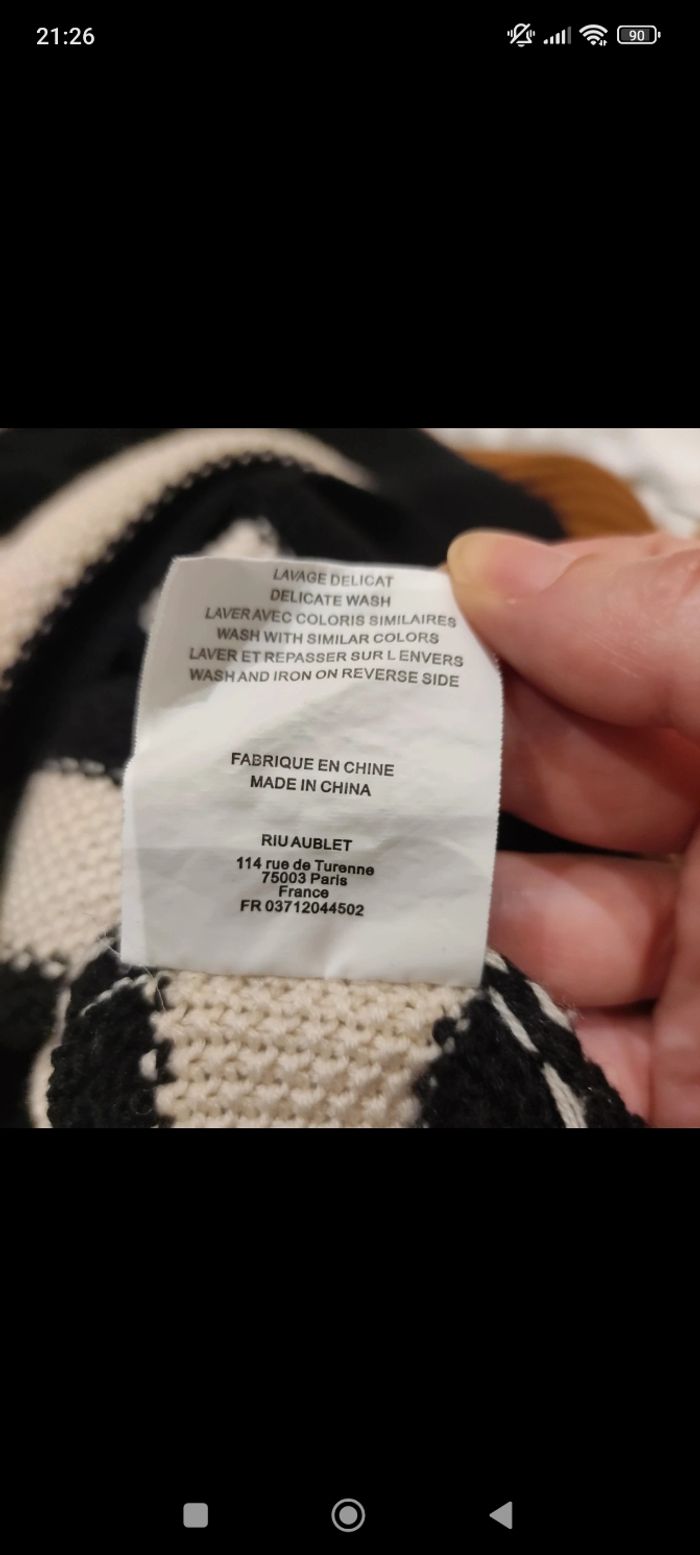 21:26
90
LAVAGE DELICAT
DELICATE WASH
LAVER AVEC COLORIS SIMILAIRES
WASH WITH SIMILAR COLORS
LAVER ET REPASSER SUR L ENVERS
WASH AND IRON ON REVERSE SIDE
FABRIQUE EN CHINE
MADE IN CHINA
RIU AUBLET
114 rue de Turenne
75003 Paris
France
FR 03712044502